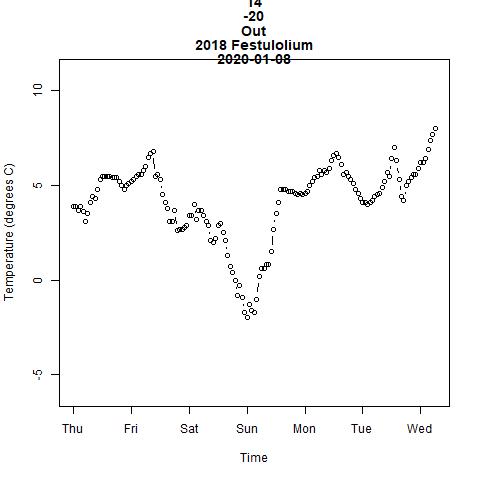 14
-20
Out
2018 Festulolium
2020-01-08
Temperature (degrees C)
10
5
0
-5
Thu Fri Sat Sun Mon Tue Wed
Time